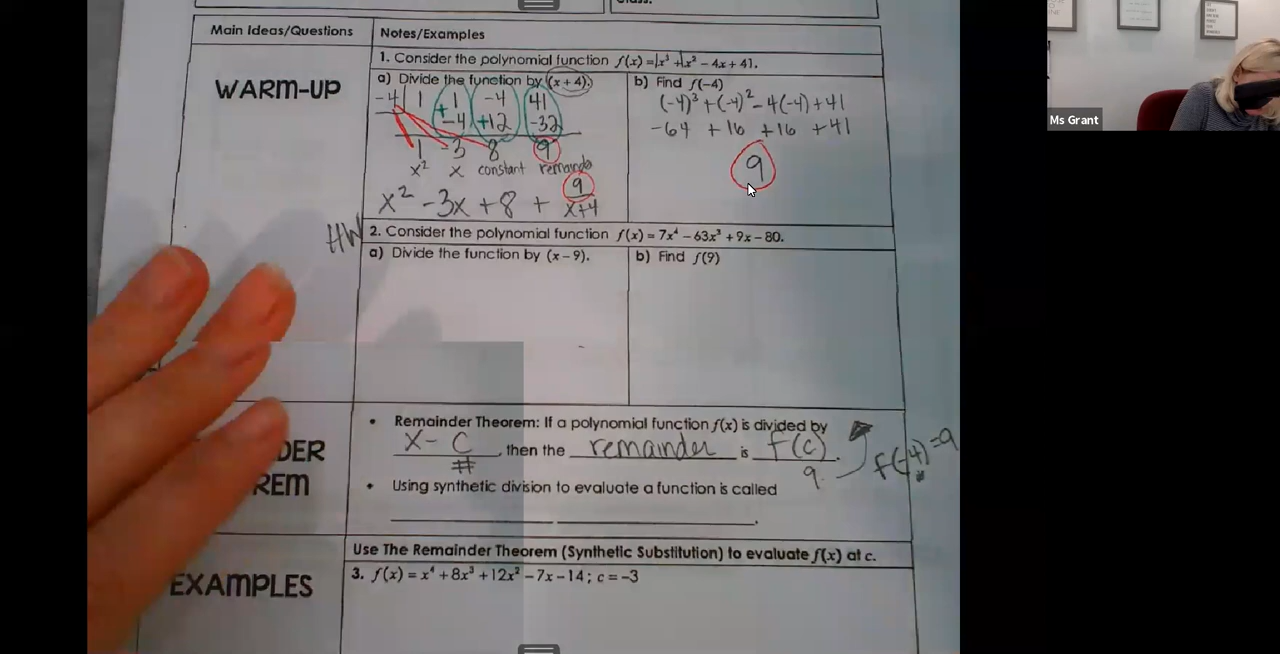 Main Ideas/Questions
Notes/Examples
WARM-UP
1. Consider the polynomial function f(x) = 1x³ + 1x² − 4x + 41.
a) Divide the function by (x + 4).
-4 | 1 1 -4 41
+ -4 +12 -32
1 -3 8 9
x² x constant remainder
x² - 3x + 8 + 9/x+4
b) Find f(−4)
(-4)³ + (-4)² - 4(-4) + 41
-64 + 16 + 16 + 41
9
HW
2. Consider the polynomial function f(x) = 7x⁴ − 63x³ + 9x − 80.
a) Divide the function by (x − 9).
b) Find f(9)
DER
REM
• Remainder Theorem: If a polynomial function f(x) is divided by
x - c, then the remainder is f(c).
# 9. f(-4) = 9
• Using synthetic division to evaluate a function is called
EXAMPLES
Use The Remainder Theorem (Synthetic Substitution) to evaluate f(x) at c.
3. f(x) = x⁴ + 8x³ + 12x² − 7x − 14; c = −3
Ms Grant